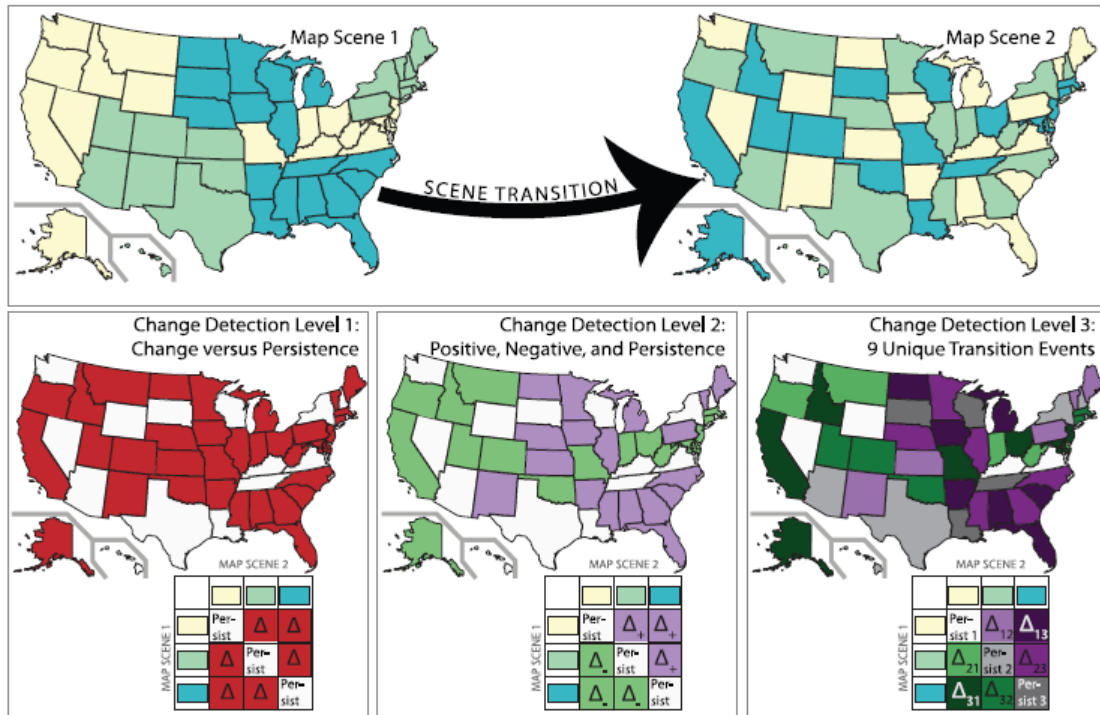 Map Scene 1
Map Scene 2
SCENE TRANSITION
Change Detection Level 1:
Change versus Persistence
MAP SCENE 2
MAP SCENE 1
Per-
sist
Δ
Δ
Δ
Per-
sist
Δ
Δ
Δ
Per-
sist
Change Detection Level 2:
Positive, Negative, and Persistence
MAP SCENE 2
MAP SCENE 1
Per-
sist
Δ+
Δ+
Δ-
Per-
sist
Δ+
Δ-
Δ-
Per-
sist
Change Detection Level 3:
9 Unique Transition Events
MAP SCENE 2
MAP SCENE 1
Per-
sist 1
Δ12
Δ13
Δ21
Per-
sist 2
Δ23
Δ31
Δ32
Per-
sist 3